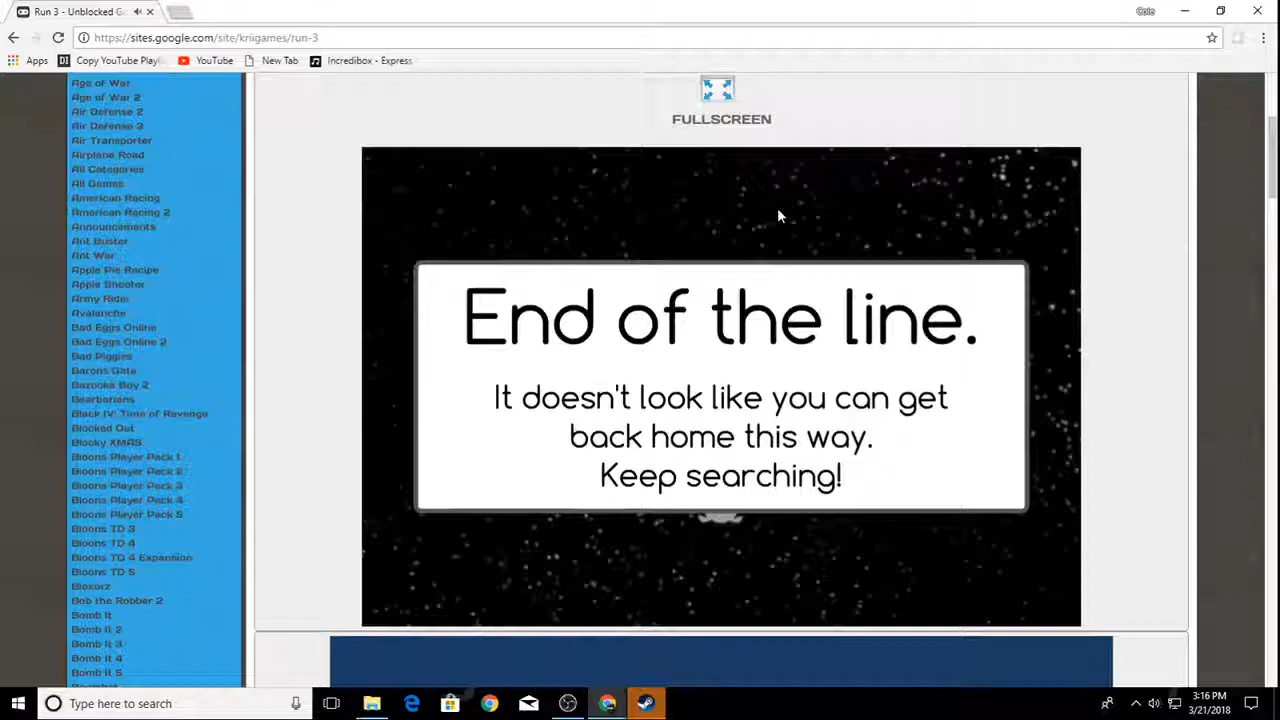 Run 3 - Unblocked G
Cole
https://sites.google.com/site/kriigames/run-3
Apps
Copy YouTube Playl
YouTube
New Tab
Incredibox - Express
Age of War
Age of War 2
Air Defense 2
Air Defense 3
Air Transporter
Airplane Road
All Categories
All Games
American Racing
American Racing 2
Announcements
Ant Buster
Ant War
Apple Pie Recipe
Apple Shooter
Army Rider
Avalanche
Bad Eggs Online
Bad Eggs Online 2
Bad Piggies
Barons Gate
Bazooka Boy 2
Bearbarians
Black IV: Time of Revenge
Blocked Out
Blocky XMAS
Bloons Player Pack 1
Bloons Player Pack 2
Bloons Player Pack 3
Bloons Player Pack 4
Bloons Player Pack 5
Bloons TD 3
Bloons TD 4
Bloons TD 4 Expansion
Bloons TD 5
Bloxorz
Bob the Robber 2
Bomb It
Bomb It 2
Bomb It 3
Bomb It 4
Bomb It 5
FULLSCREEN
End of the line.
It doesn't look like you can get
back home this way.
Keep searching!
Type here to search
3:16 PM
3/21/2018